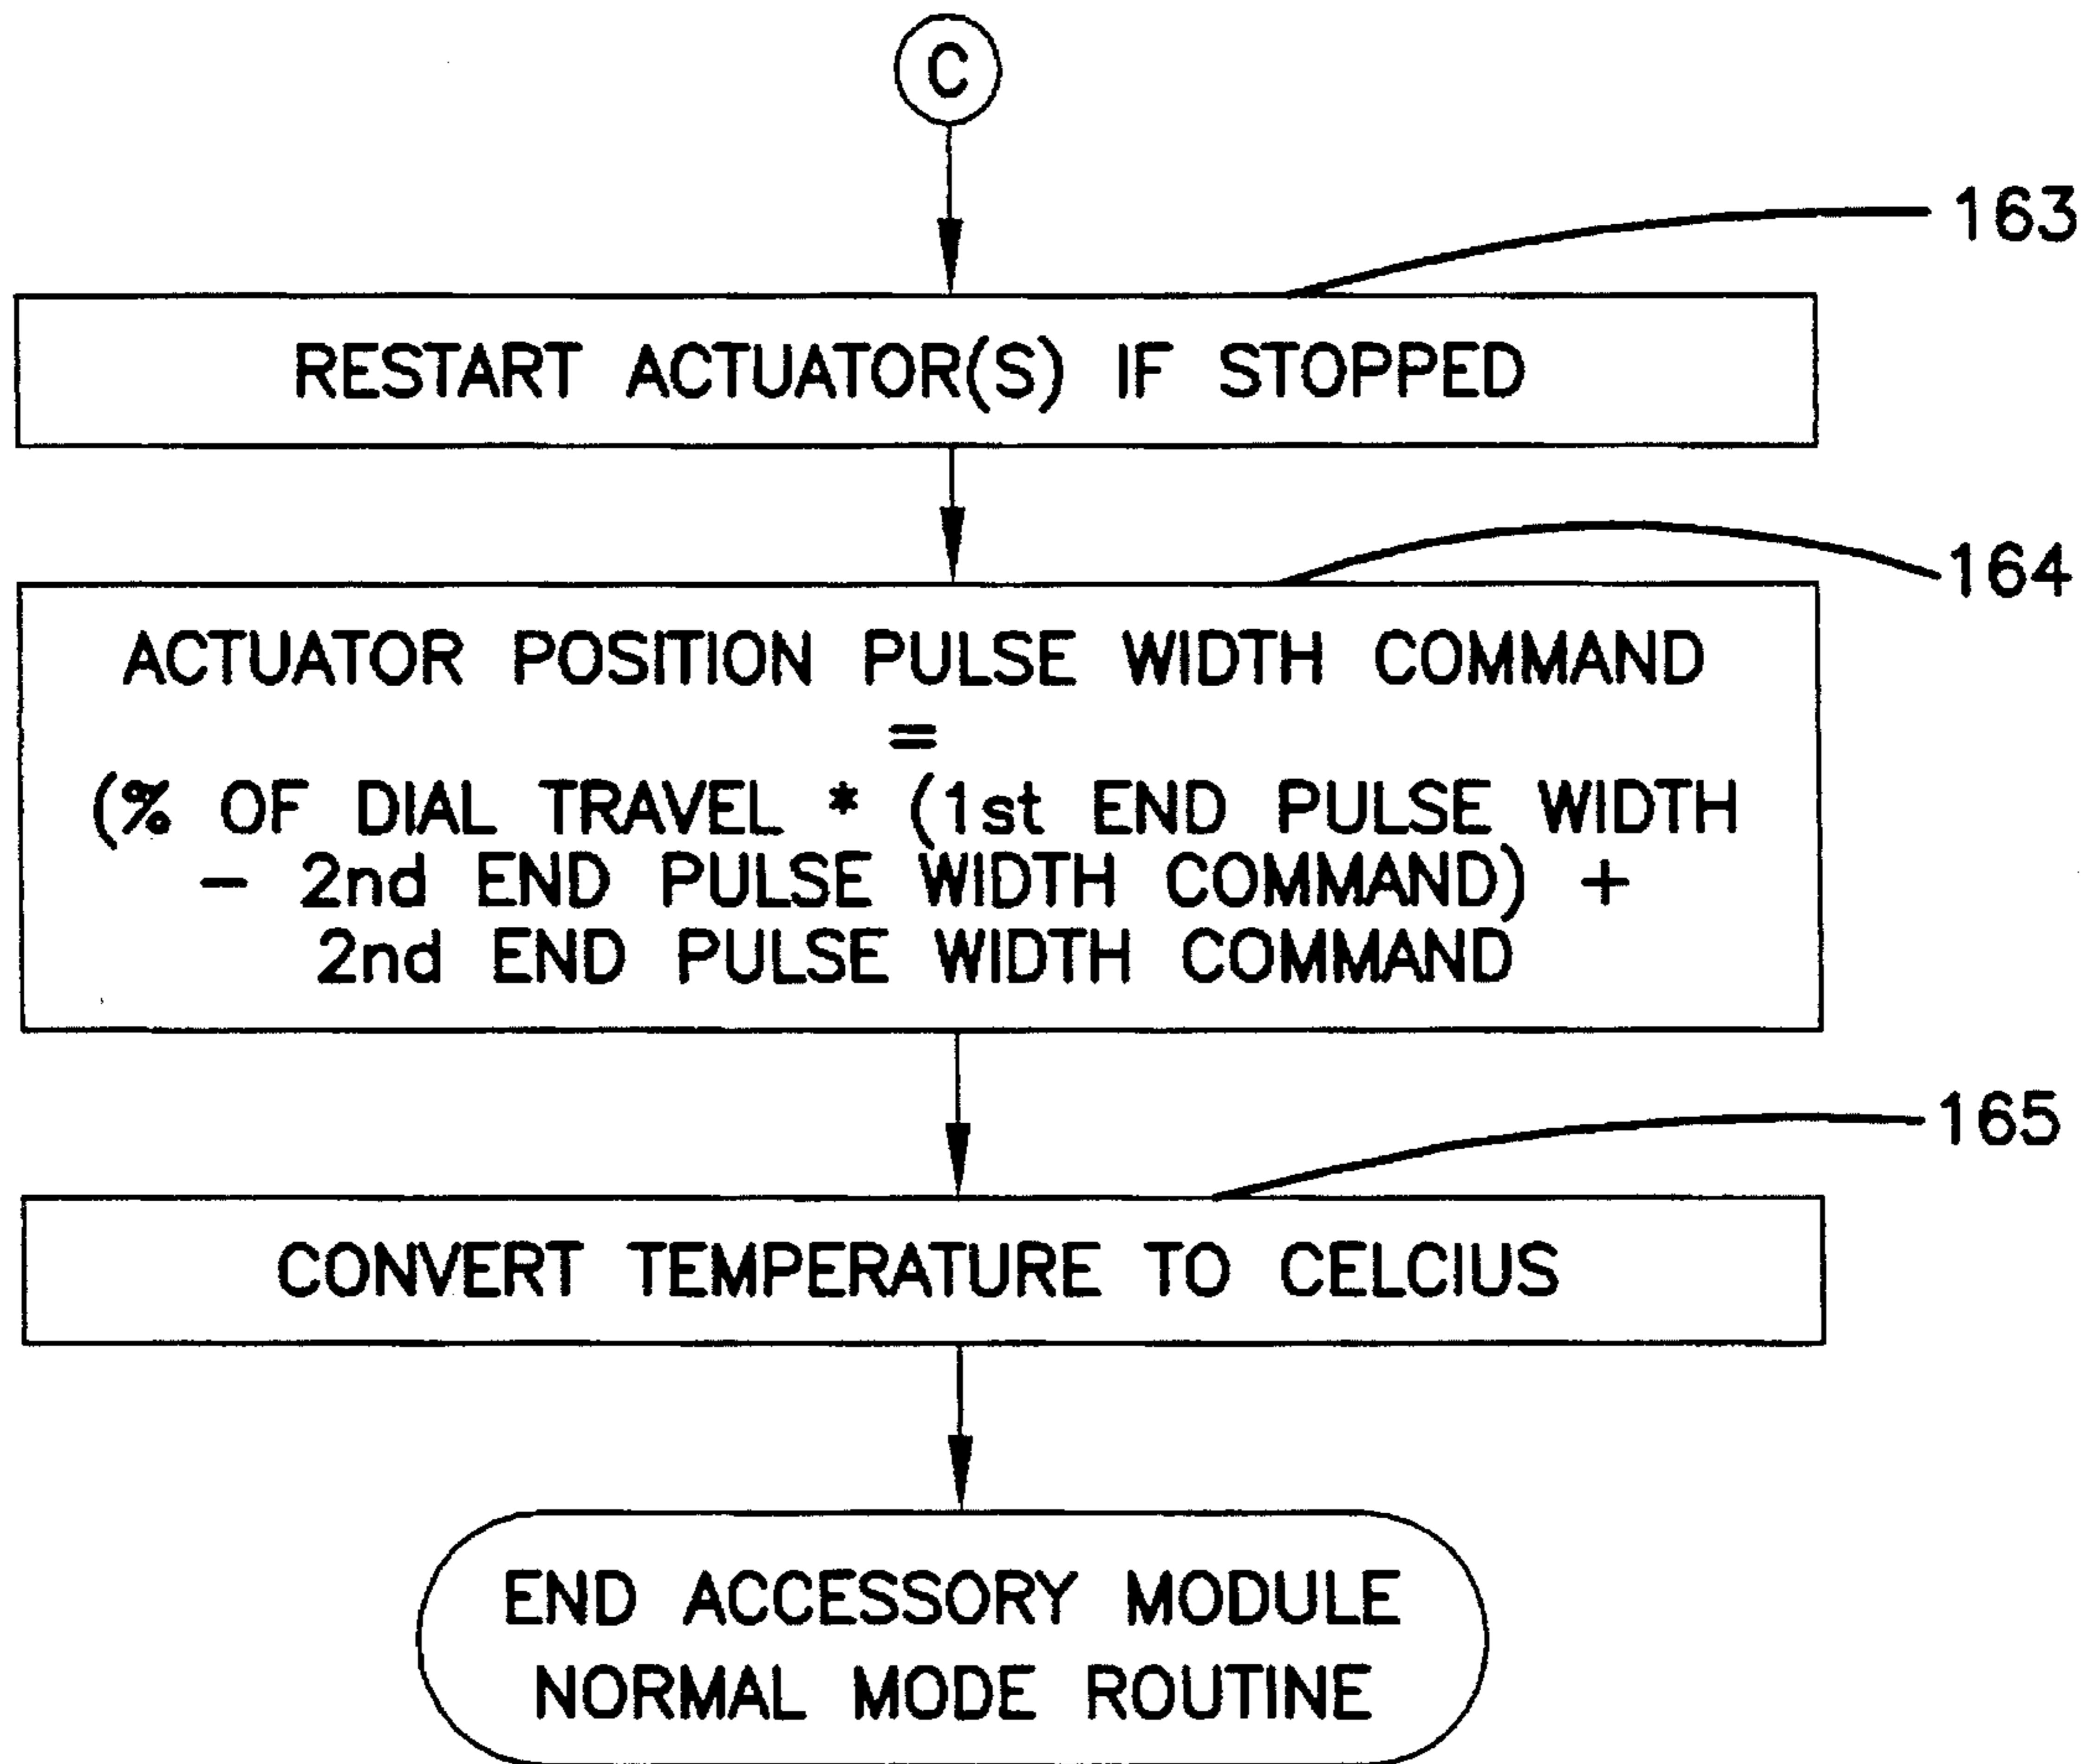 C
163
RESTART ACTUATOR(S) IF STOPPED
164
ACTUATOR POSITION PULSE WIDTH COMMAND
=
(% OF DIAL TRAVEL * (1st END PULSE WIDTH
- 2nd END PULSE WIDTH COMMAND) +
2nd END PULSE WIDTH COMMAND
165
CONVERT TEMPERATURE TO CELCIUS
END ACCESSORY MODULE
NORMAL MODE ROUTINE